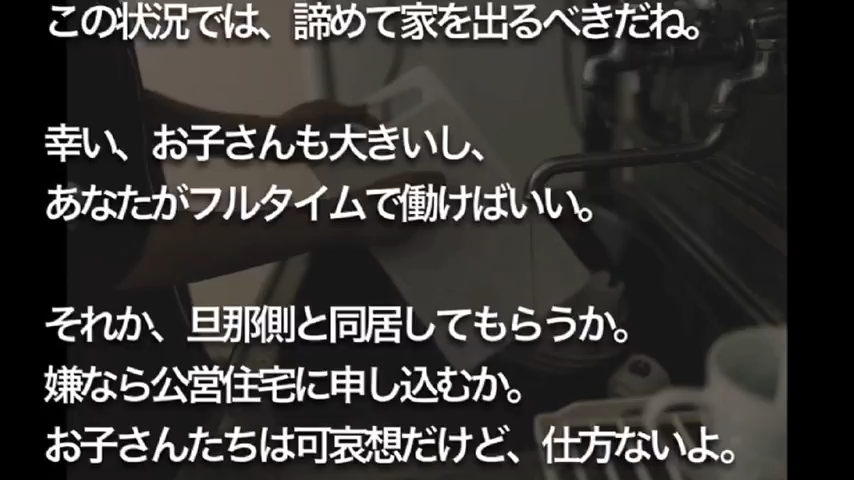 この状況では、諦めて家を出るべきだね。
幸い、お子さんも大きいし、
あなたがフルタイムで働けばいい。
それか、旦那側と同居してもらうか。
嫌なら公営住宅に申し込むか。
お子さんたちは可哀想だけど、仕方ないよ。